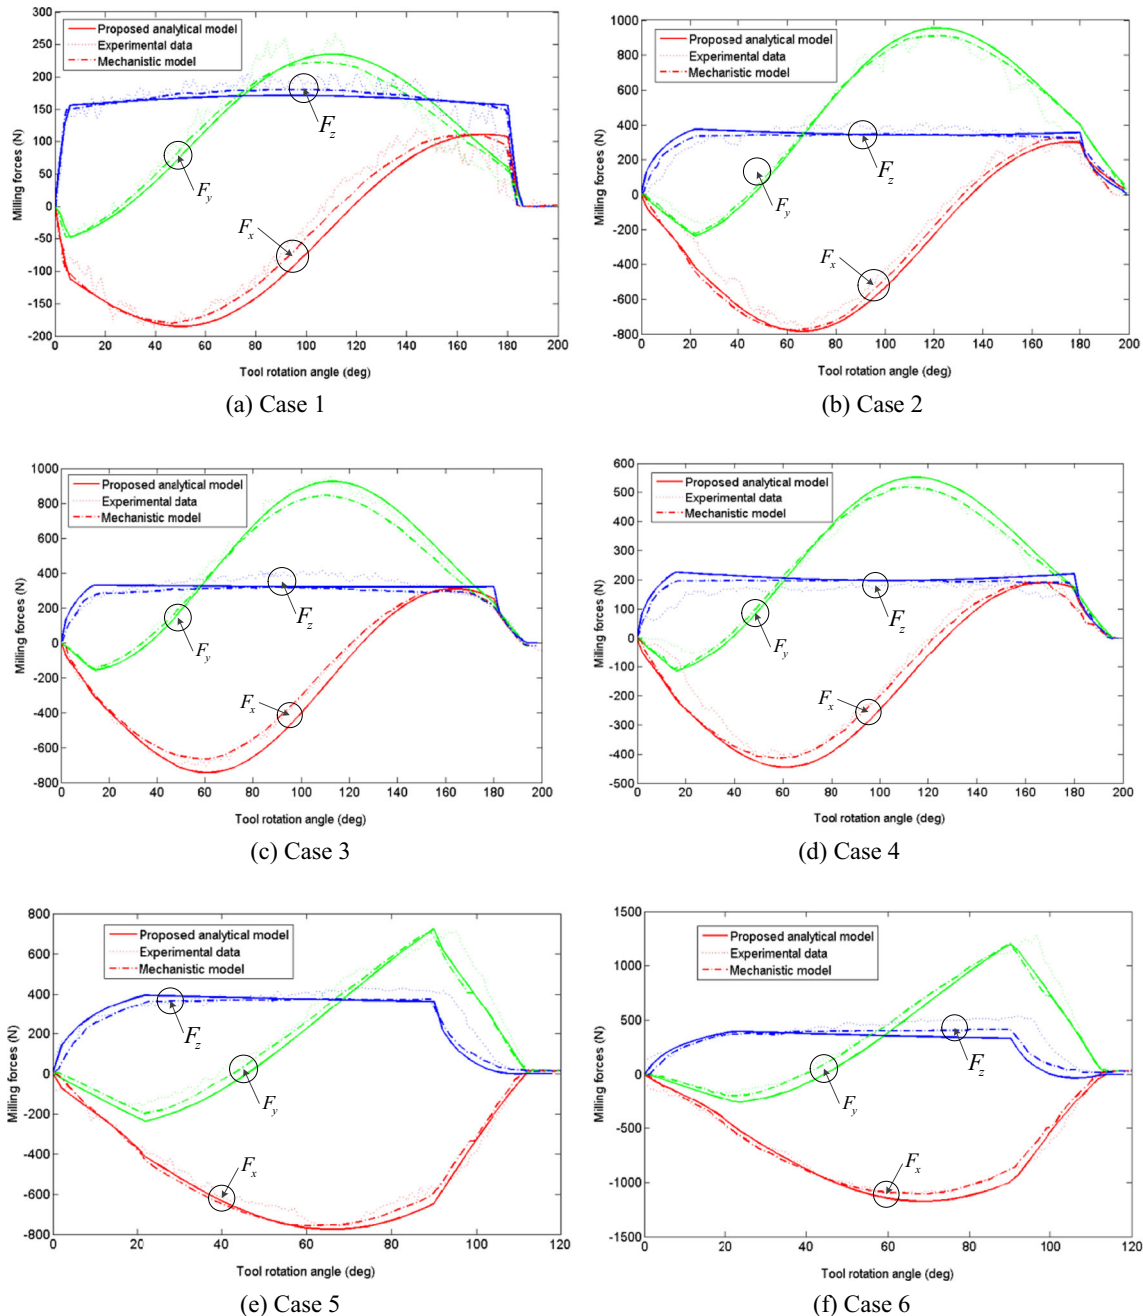 300
250
200
150
100
50
0
-50
-100
-150
-200
0 20 40 60 80 100 120 140 160 180 200
Milling forces (N)
Tool rotation angle (deg)
Proposed analytical model
Experimental data
Mechanistic model
Fz
Fy
Fx
(a) Case 1
1000
800
600
400
200
0
-200
-400
-600
-800
0 20 40 60 80 100 120 140 160 180 200
Milling forces (N)
Tool rotation angle (deg)
Proposed analytical model
Experimental data
Mechanistic model
Fz
Fy
Fx
(b) Case 2
1000
800
600
400
200
0
-200
-400
-600
-800
0 20 40 60 80 100 120 140 160 180 200
Milling forces (N)
Tool rotation angle (deg)
Proposed analytical model
Experimental data
Mechanistic model
Fz
Fy
Fx
(c) Case 3
600
500
400
300
200
100
0
-100
-200
-300
-400
-500
0 20 40 60 80 100 120 140 160 180 200
Milling forces (N)
Tool rotation angle (deg)
Proposed analytical model
Experimental data
Mechanistic model
Fz
Fy
Fx
(d) Case 4
800
600
400
200
0
-200
-400
-600
-800
0 20 40 60 80 100 120
Milling forces (N)
Tool rotation angle (deg)
Proposed analytical model
Experimental data
Mechanistic model
Fz
Fy
Fx
(e) Case 5
1500
1000
500
0
-500
-1000
-1500
0 20 40 60 80 100 120
Milling forces (N)
Tool rotation angle (deg)
Proposed analytical model
Experimental data
Mechanistic model
Fz
Fy
Fx
(f) Case 6